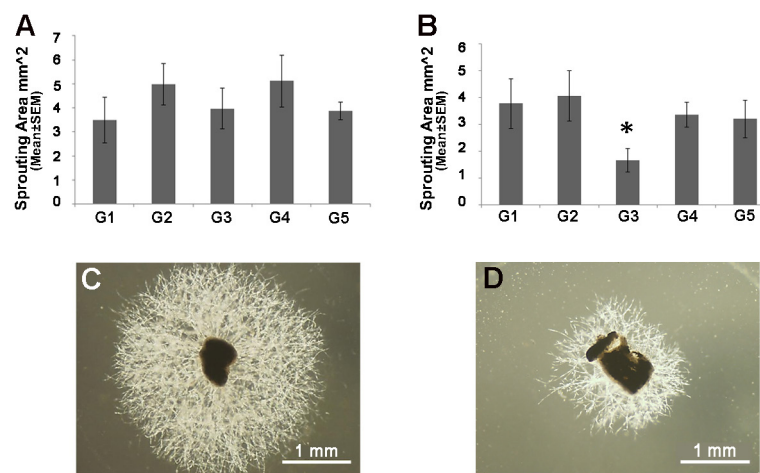 A
Sprouting Area mm^2
(Mean±SEM)
7
6
5
4
3
2
1
0
G1 G2 G3 G4 G5
B
Sprouting Area mm^2
(Mean±SEM)
6
5
4
3
2
1
0
*
G1 G2 G3 G4 G5
C
1 mm
D
1 mm